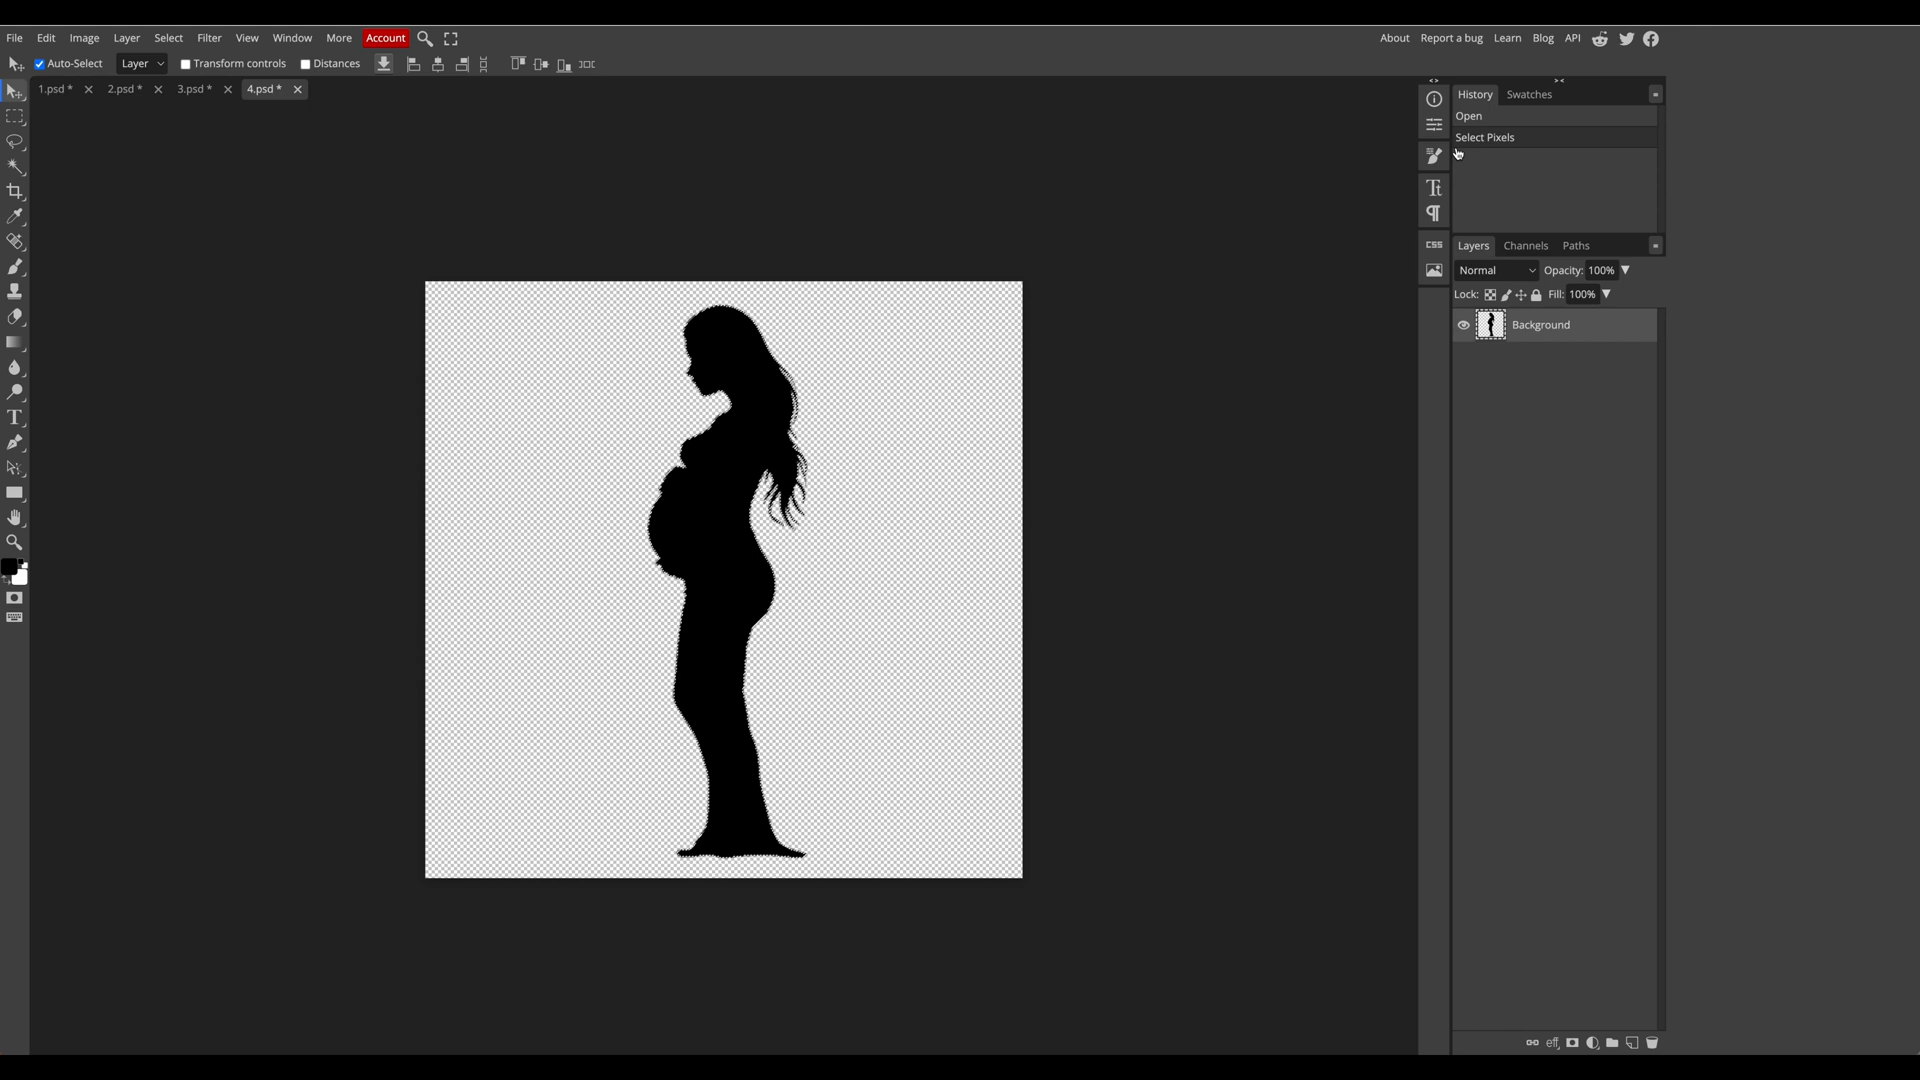 File Edit Image Layer Select Filter View Window More Account About Report a bug Learn Blog API
Auto-Select Layer Transform controls Distances
1.psd * 2.psd * 3.psd * 4.psd *
History Swatches
Open
Select Pixels
Tt
¶
CSS
Layers Channels Paths
Normal Opacity: 100%
Lock: Fill: 100%
Background
T
eff